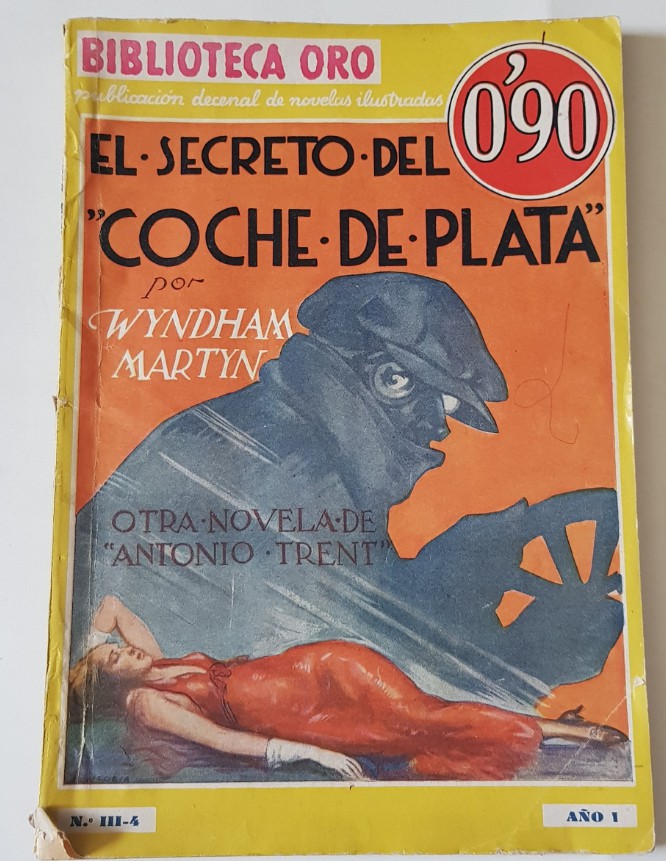 BIBLIOTECA ORO
publicación decenal de novelas ilustradas
0'90
EL·SECRETO·DEL
"COCHE·DE·PLATA"
por
WYNDHAM
MARTYN
OTRA·NOVELA·DE
"ANTONIO·TRENT"
N.º III-4
AÑO 1